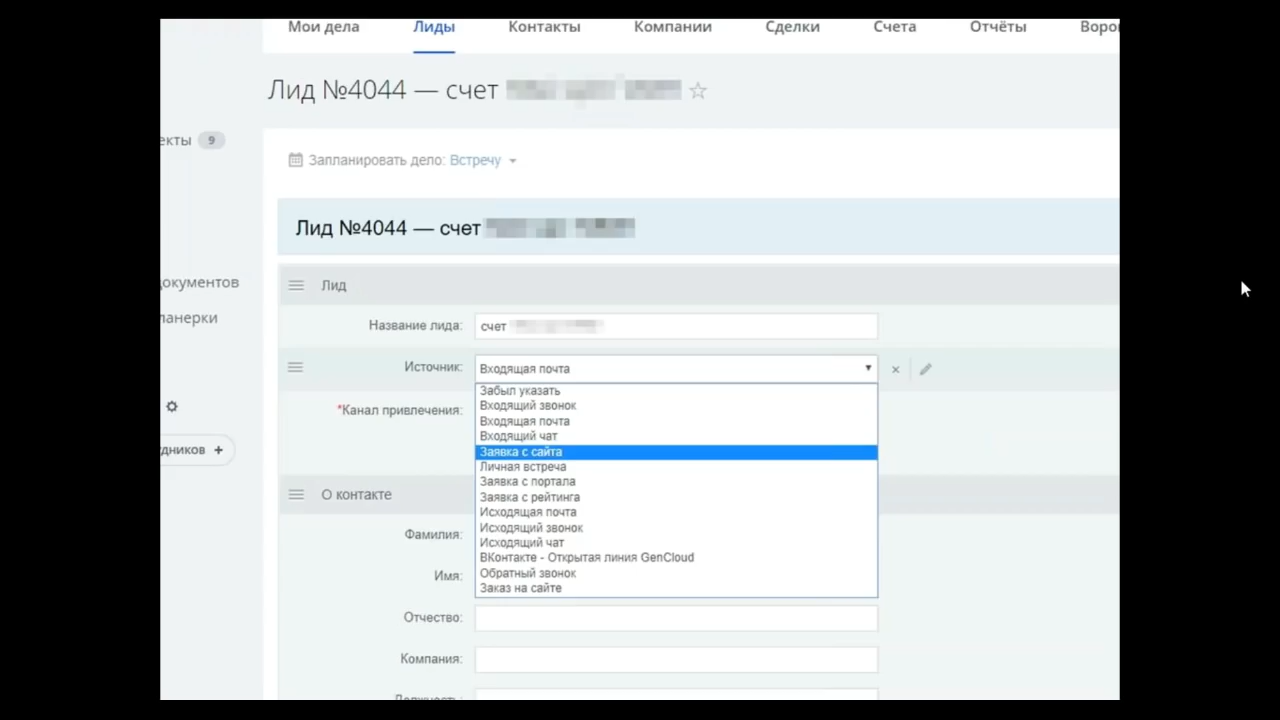 Мои дела Лиды Контакты Компании Сделки Счета Отчёты
Лид №4044 — счет
екты 9
Запланировать дело: Встречу
Лид №4044 — счет
документов
Лид
ланерки
Название лида: счет
Источник: Входящая почта
Забыл указать
*Канал привлечения:
Входящий звонок
Входящая почта
Входящий чат
дников +
Заявка с сайта
Личная встреча
Заявка с портала
О контакте
Заявка с рейтинга
Исходящая почта
Фамилия:
Исходящий звонок
Исходящий чат
ВКонтакте - Открытая линия GenCloud
Имя:
Обратный звонок
Заказ на сайте
Отчество:
Компания: